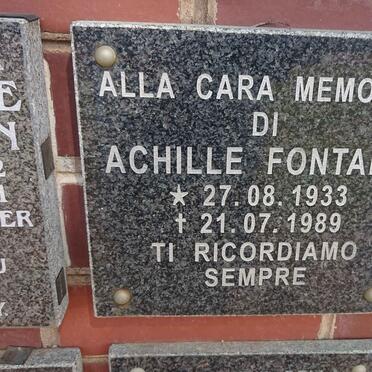 ALLA CARA MEMO
DI
ACHILLE FONTA
★ 27.08.1933
† 21.07.1989
TI RICORDIAMO
SEMPRE